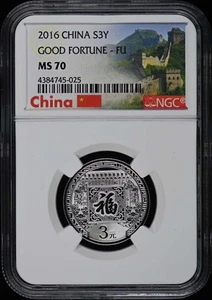 2016 CHINA S3Y
GOOD FORTUNE - FU
MS 70
4384745-025
China
NGC
福
3元